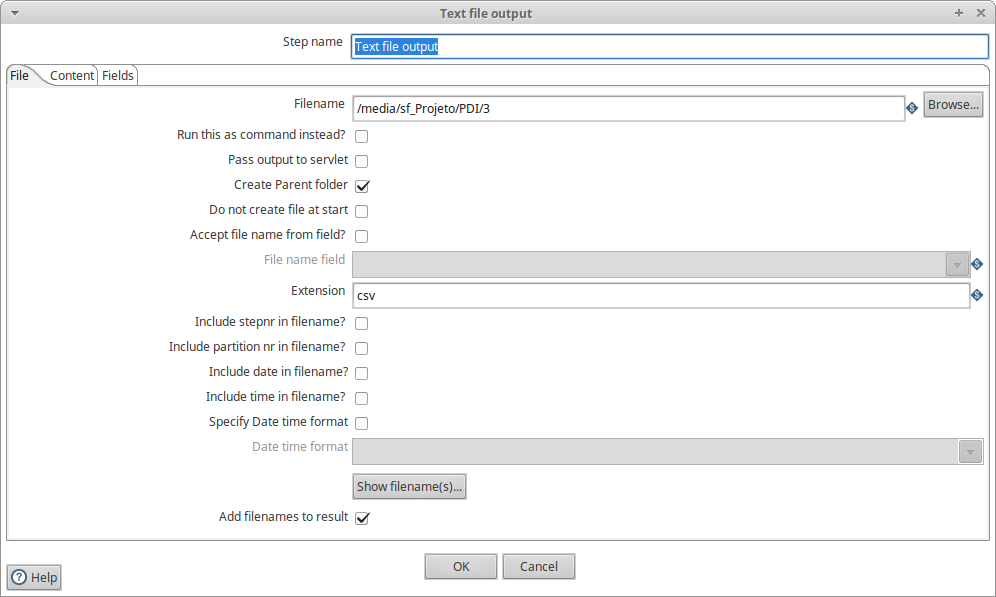 Text file output
Step name Text file output
File Content Fields
Filename /media/sf_Projeto/PDI/3 Browse...
Run this as command instead?
Pass output to servlet
Create Parent folder
Do not create file at start
Accept file name from field?
File name field
Extension csv
Include stepnr in filename?
Include partition nr in filename?
Include date in filename?
Include time in filename?
Specify Date time format
Date time format
Show filename(s)...
Add filenames to result
OK Cancel
Help